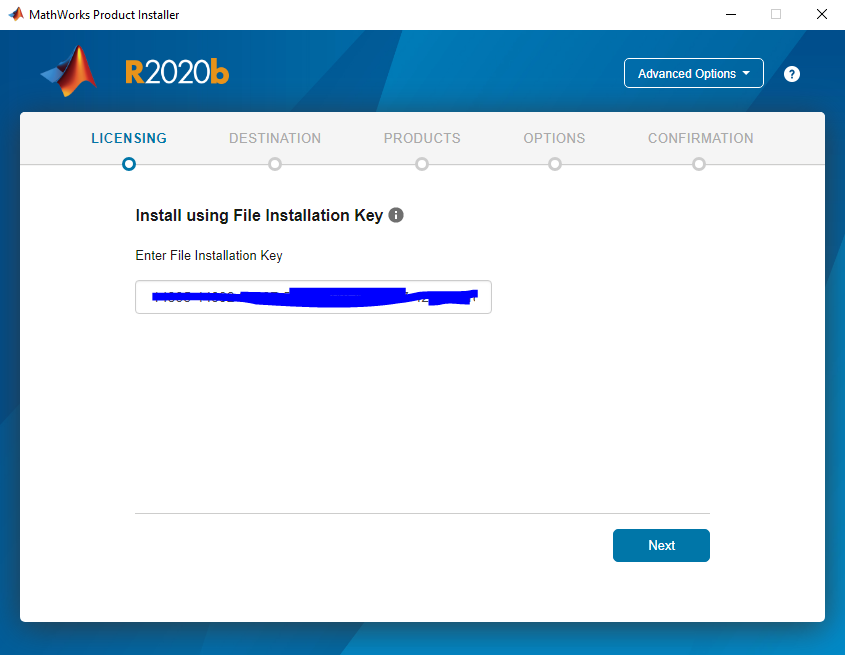 MathWorks Product Installer
R2020b
Advanced Options
?
LICENSING
DESTINATION
PRODUCTS
OPTIONS
CONFIRMATION
Install using File Installation Key
Enter File Installation Key
Next